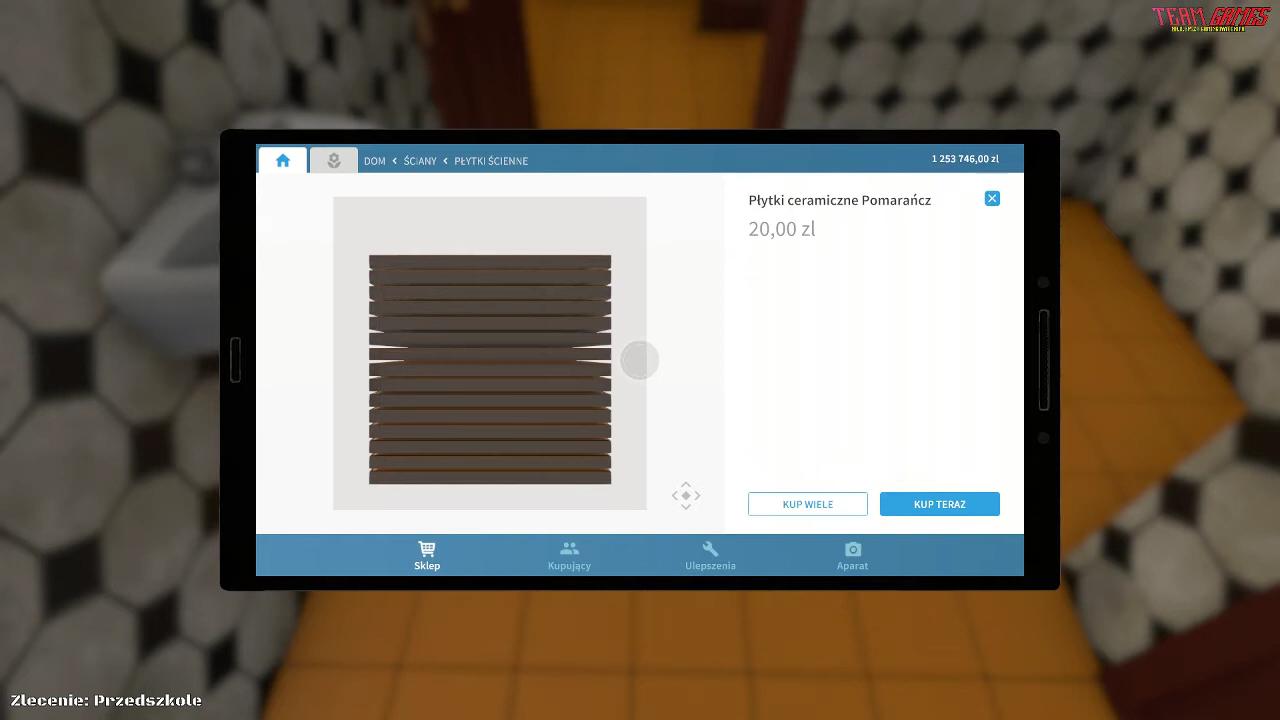 TEAM GAMES
DOM < ŚCIANY < PŁYTKI ŚCIENNE
1 253 746,00 zl
Płytki ceramiczne Pomarańcz
20,00 zl
KUP WIELE
KUP TERAZ
Sklep
Kupujący
Ulepszenia
Aparat
Zlecenie: Przedszkole